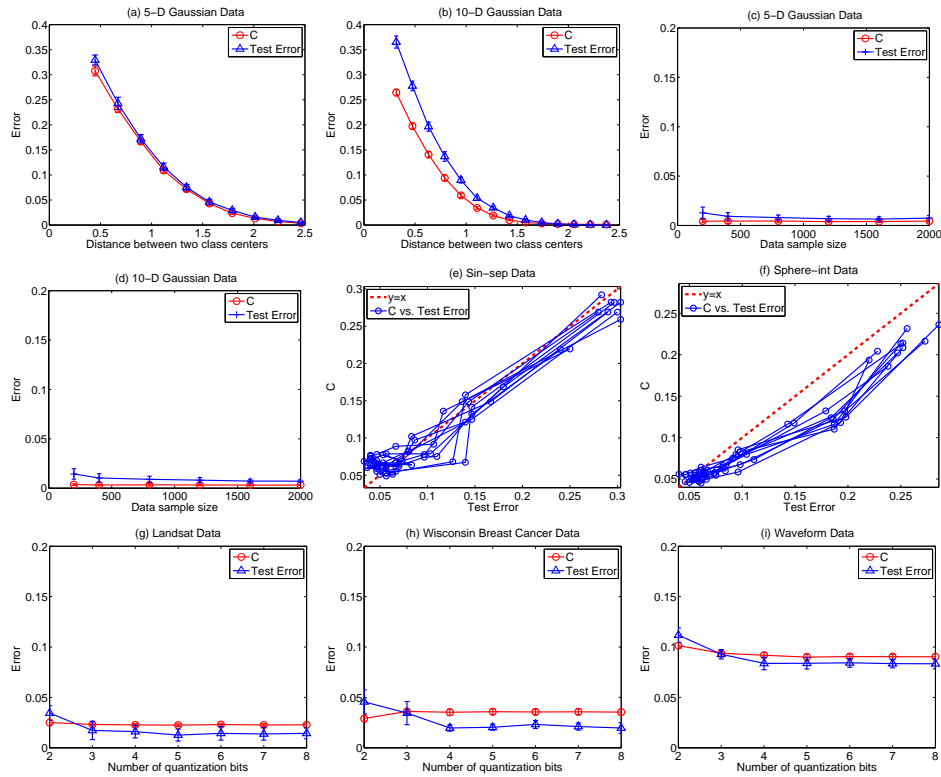 (a) 5−D Gaussian Data
0.4
0.35
0.3
0.25
0.2
0.15
0.1
0.05
0
Error
C
Test Error
0 0.5 1 1.5 2 2.5
Distance between two class centers
(b) 10−D Gaussian Data
0.4
0.35
0.3
0.25
0.2
0.15
0.1
0.05
0
Error
C
Test Error
0 0.5 1 1.5 2 2.5
Distance between two class centers
(c) 5−D Gaussian Data
0.2
0.15
0.1
0.05
0
Error
C
Test Error
0 500 1000 1500 2000
Data sample size
(d) 10−D Gaussian Data
0.2
0.15
0.1
0.05
0
Error
C
Test Error
0 500 1000 1500 2000
Data sample size
(e) Sin-sep Data
0.3
0.25
0.2
0.15
0.1
0.05
C
y=x
C vs. Test Error
0.05 0.1 0.15 0.2 0.25 0.3
Test Error
(f) Sphere-int Data
0.25
0.2
0.15
0.1
0.05
C
y=x
C vs. Test Error
0.05 0.1 0.15 0.2 0.25
Test Error
(g) Landsat Data
0.2
0.15
0.1
0.05
0
Error
C
Test Error
2 3 4 5 6 7 8
Number of quantization bits
(h) Wisconsin Breast Cancer Data
0.2
0.15
0.1
0.05
0
Error
C
Test Error
2 3 4 5 6 7 8
Number of quantization bits
(i) Waveform Data
0.2
0.15
0.1
0.05
0
Error
C
Test Error
2 3 4 5 6 7 8
Number of quantization bits